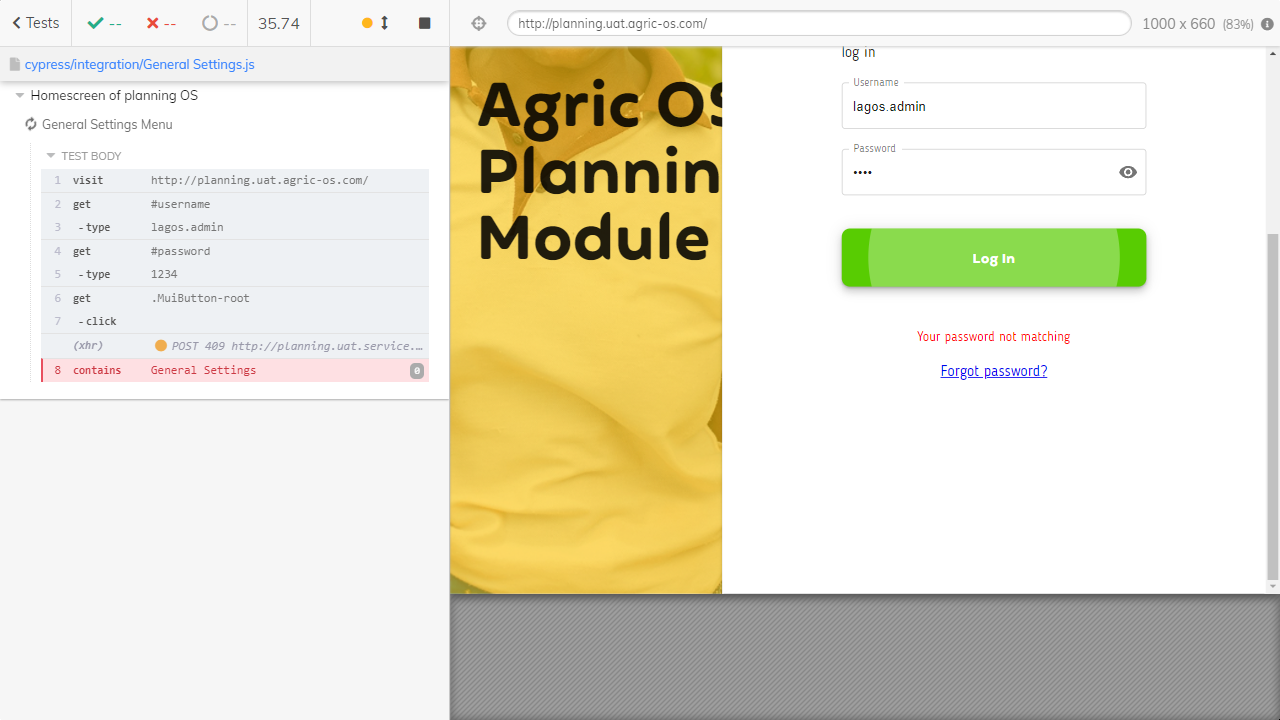 Tests
--
--
--
35.74
cypress/integration/General Settings.js
Homescreen of planning OS
General Settings Menu
TEST BODY
1 visit http://planning.uat.agric-os.com/
2 get #username
3 - type lagos.admin
4 get #password
5 - type 1234
6 get .MuiButton-root
7 - click
(xhr) POST 409 http://planning.uat.service.…
8 contains General Settings 0
http://planning.uat.agric-os.com/
1000 x 660 (83%)
Agric OS
Plannin
Module
log in
Username
lagos.admin
Password
••••
Log In
Your password not matching
Forgot password?